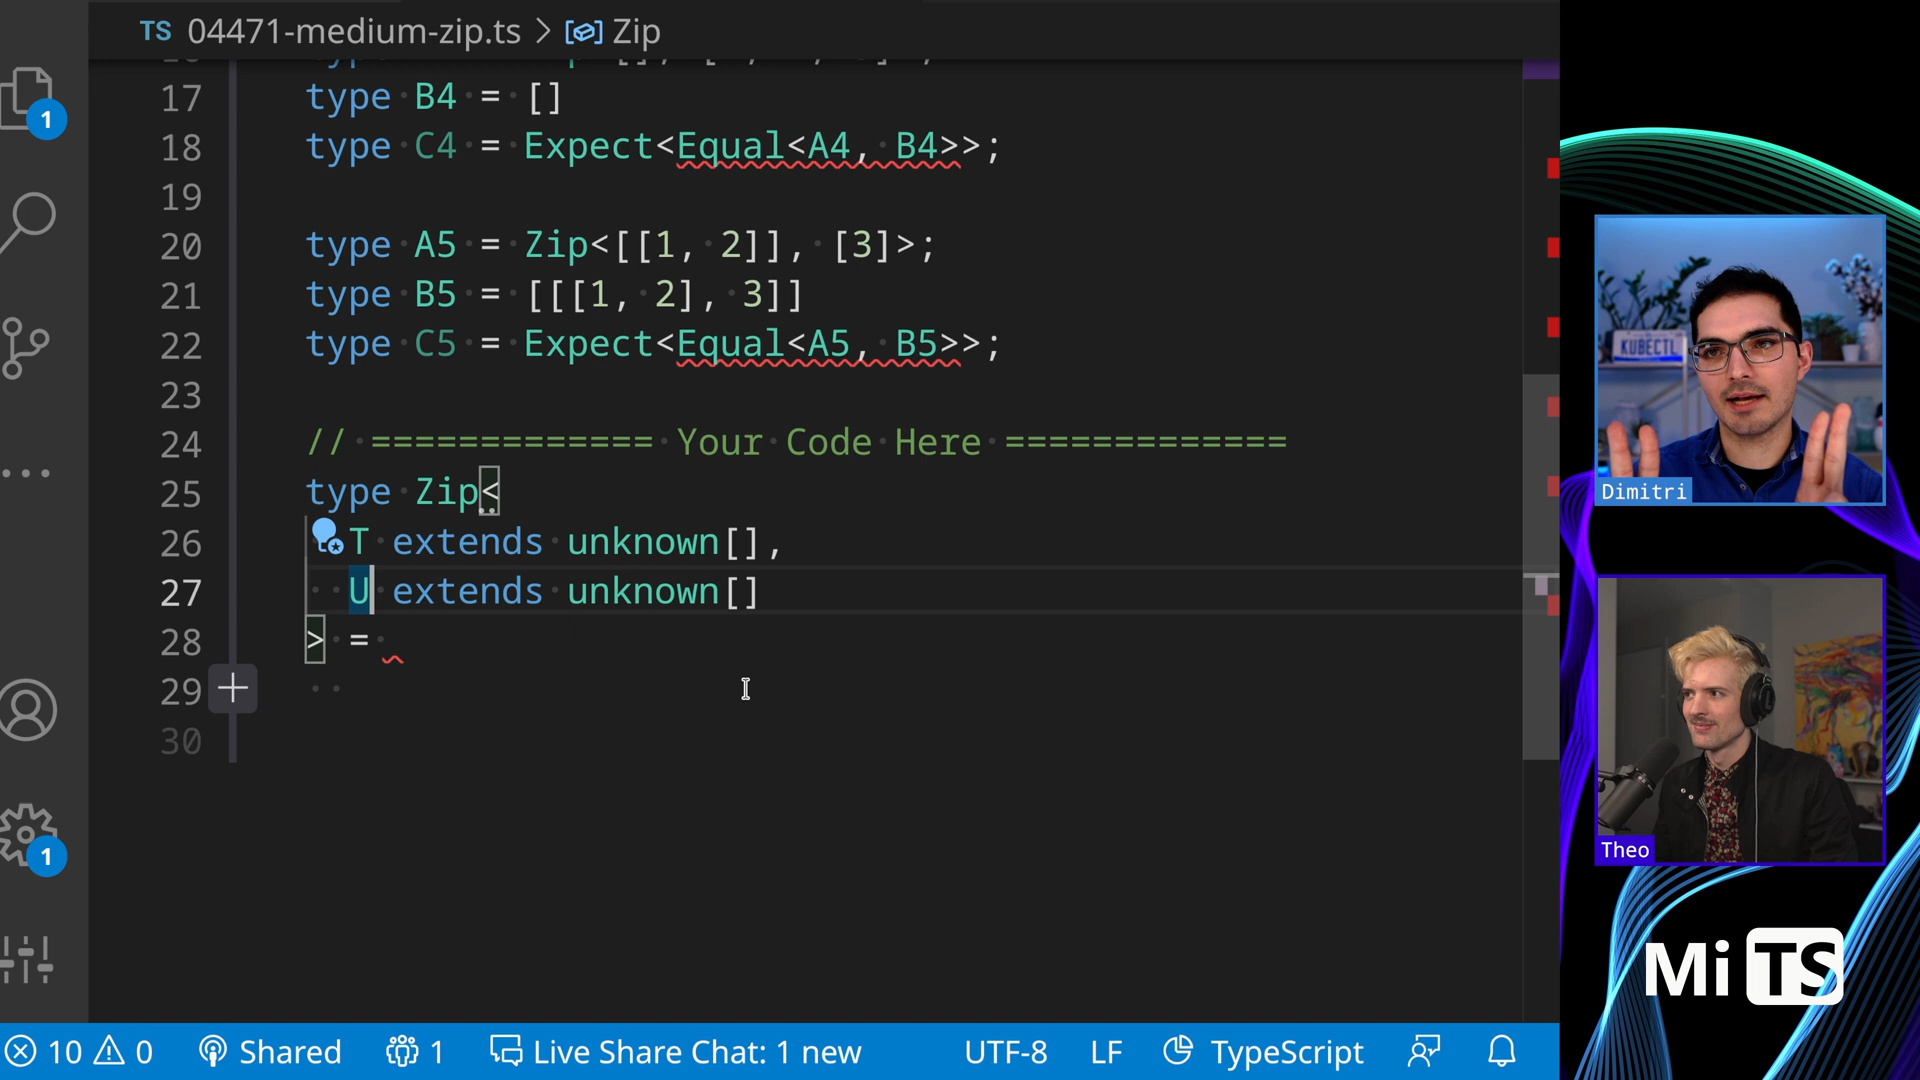 TS 04471-medium-zip.ts > Zip
17 type B4 = []
18 type C4 = Expect<Equal<A4, B4>>;
19
20 type A5 = Zip<[[1, 2]], [3]>;
21 type B5 = [[[1, 2], 3]]
22 type C5 = Expect<Equal<A5, B5>>;
23
24 // ============= Your Code Here =============
25 type Zip<
26 T extends unknown[],
27 U extends unknown[]
28 > =
29
30
1
1
KUBECTL
Dimitri
Theo
Mi TS
10 0 Shared 1 Live Share Chat: 1 new UTF-8 LF TypeScript